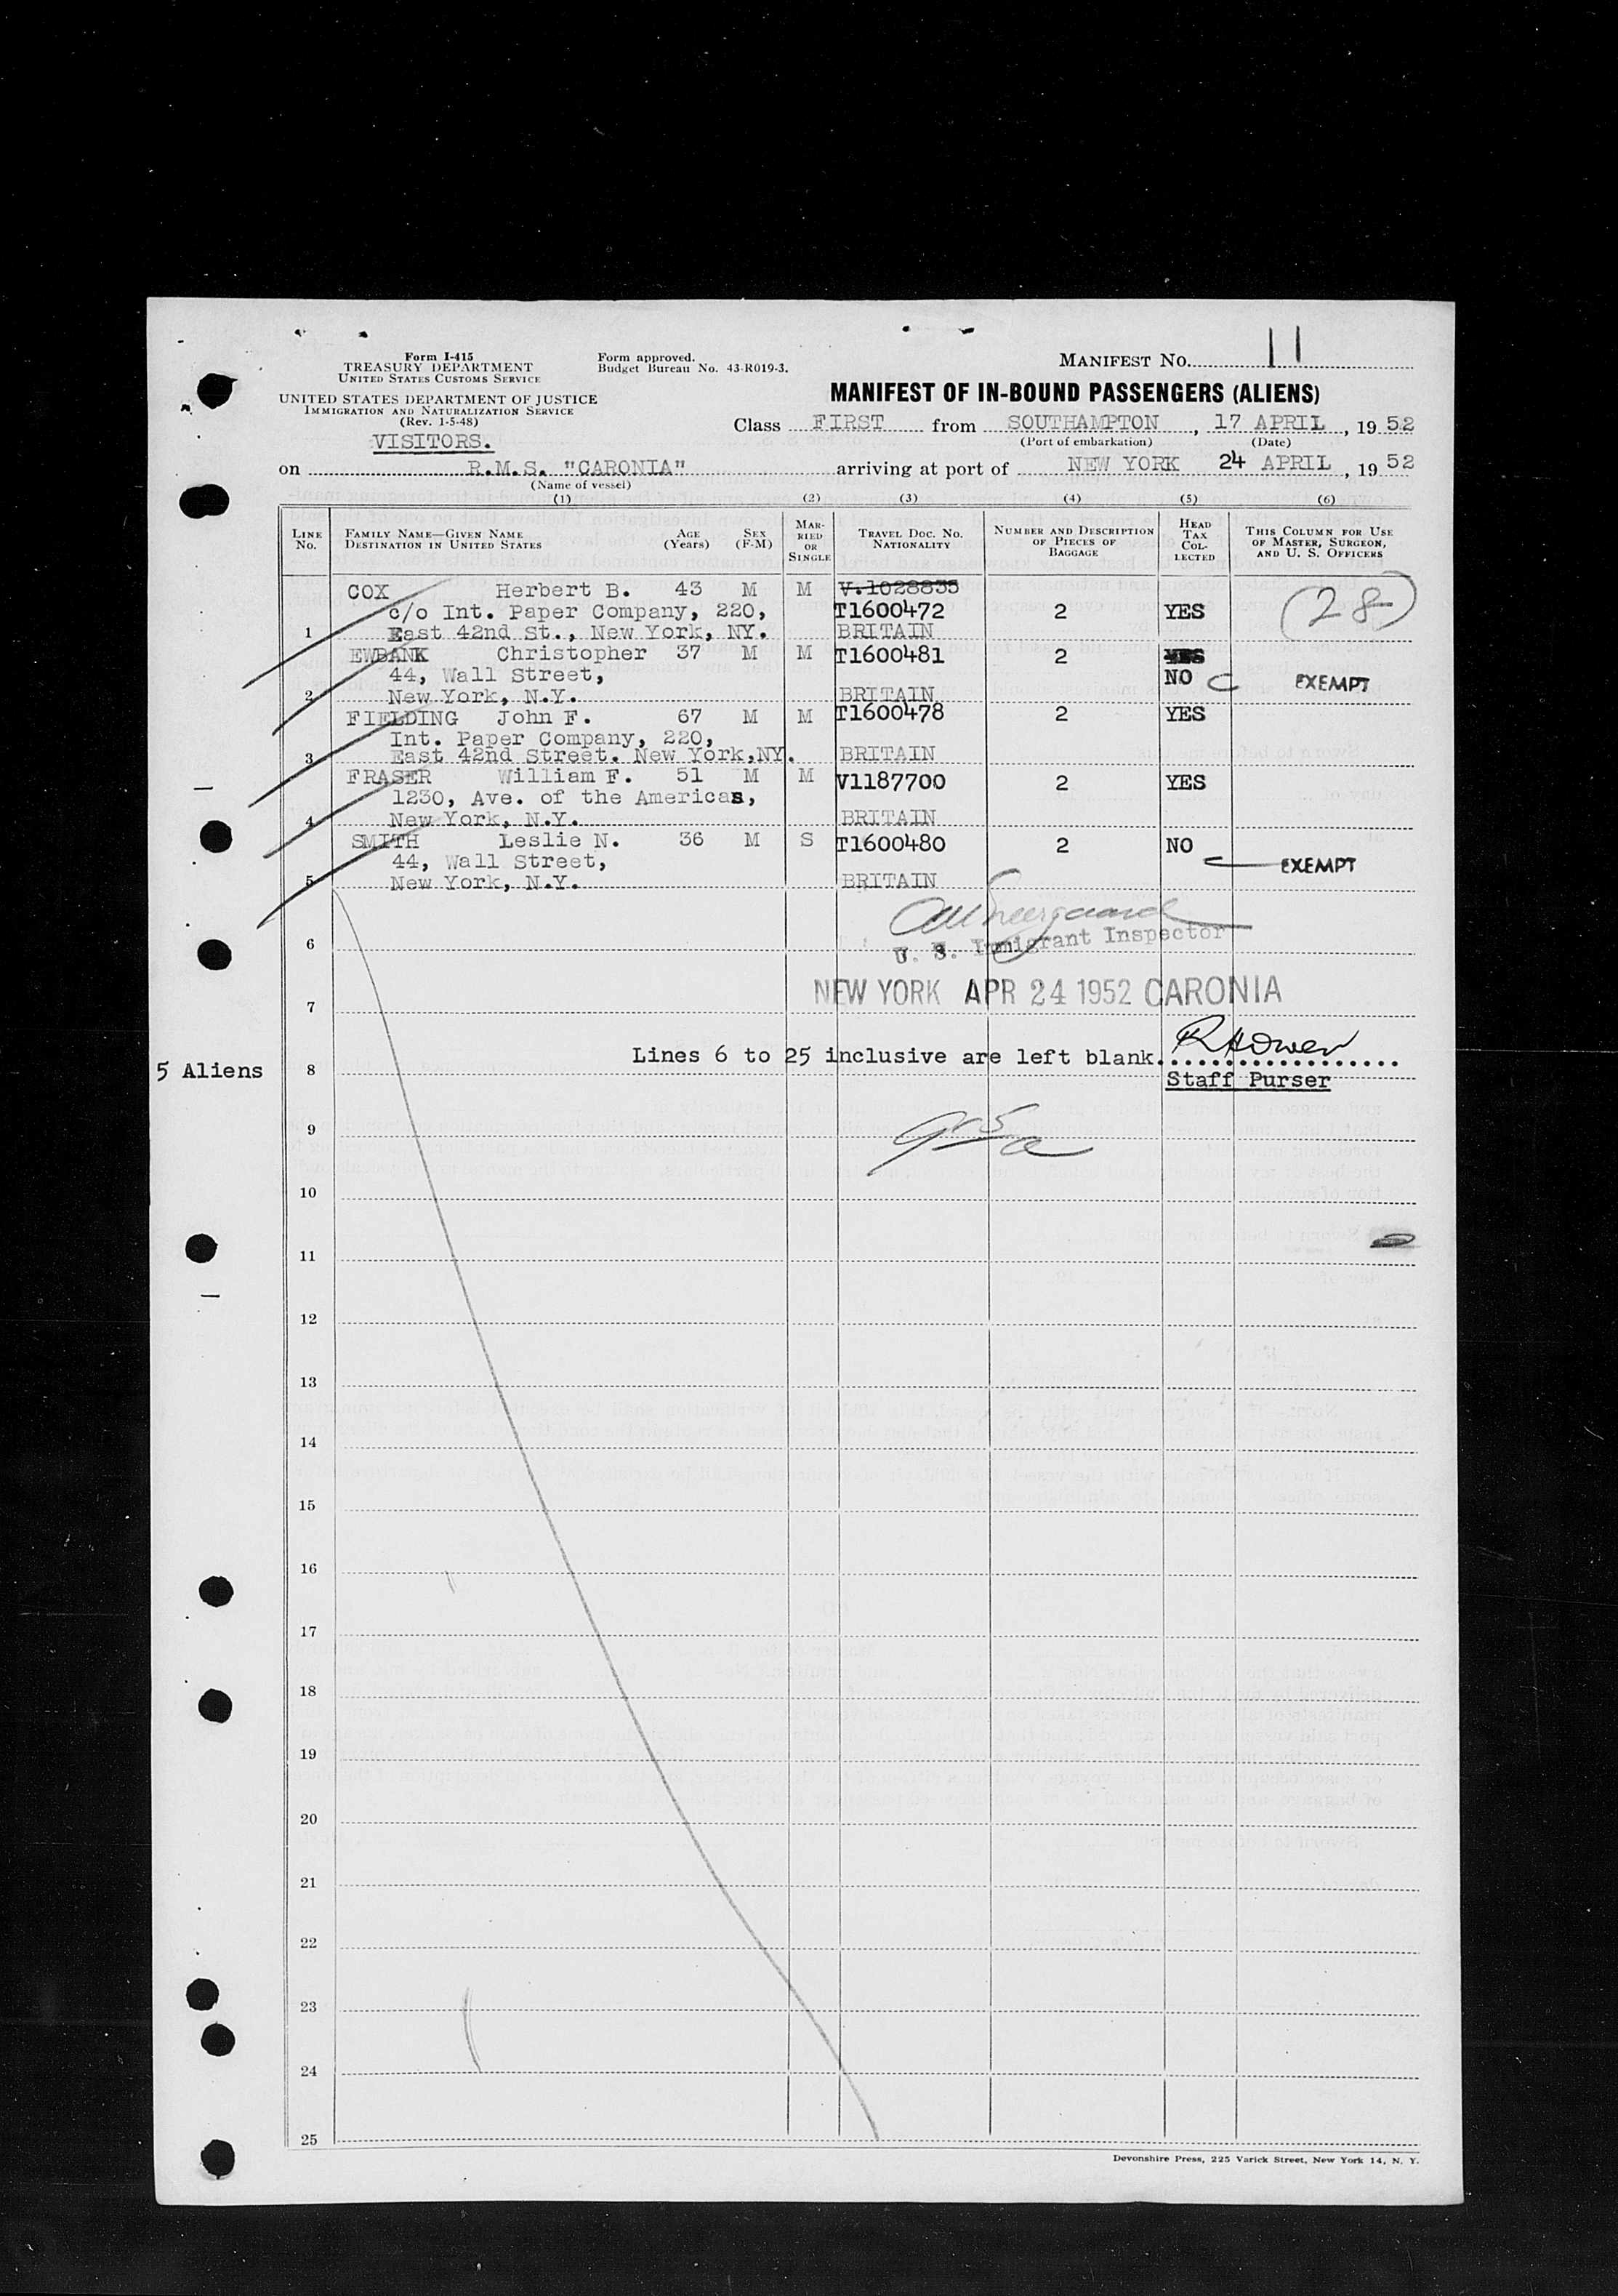 Form I-415
TREASURY DEPARTMENT
UNITED STATES CUSTOMS SERVICE
Form approved.
Budget Bureau No. 43-R019-3.
MANIFEST NO. 11
UNITED STATES DEPARTMENT OF JUSTICE
IMMIGRATION AND NATURALIZATION SERVICE
(Rev. 1-5-48)
VISITORS.
MANIFEST OF IN-BOUND PASSENGERS (ALIENS)
Class FIRST from SOUTHAMPTON, 17 APRIL, 1952
(Port of embarkation) (Date)
on R.M.S. "CARONIA" arriving at port of NEW YORK 24 APRIL, 1952
(Name of vessel)
(1) (2) (3) (4) (5) (6)
LINE NO. FAMILY NAME—GIVEN NAME DESTINATION IN UNITED STATES AGE (Years) SEX (F-M) MARRIED OR SINGLE TRAVEL DOC. NO. NATIONALITY NUMBER AND DESCRIPTION OF PIECES OF BAGGAGE HEAD TAX COLLECTED THIS COLUMN FOR USE OF MASTER, SURGEON, AND U. S. OFFICERS
COX Herbert B. 43 M M V.1028835
c/o Int. Paper Company, 220, T1600472 2 YES (28)
1 East 42nd St., New York, NY. BRITAIN
EWBANK Christopher 37 M M T1600481 2 YES
44, Wall Street, NO EXEMPT
2 New York, N.Y. BRITAIN
FIELDING John F. 67 M M T1600478 2 YES
Int. Paper Company, 220,
3 East 42nd Street. New York,NY. BRITAIN
FRASER William F. 51 M M V1187700 2 YES
1230, Ave. of the Americas,
4 New York, N.Y. BRITAIN
SMITH Leslie N. 36 M S T1600480 2 NO
44, Wall Street, EXEMPT
5 New York, N.Y. BRITAIN
6 U. S. Immigrant Inspector
7 NEW YORK APR 24 1952 CARONIA
Lines 6 to 25 inclusive are left blank. R H Owen
5 Aliens 8 Staff Purser
9
10
11
12
13
14
15
16
17
18
19
20
21
22
23
24
25
Devonshire Press, 225 Varick Street, New York 14, N. Y.